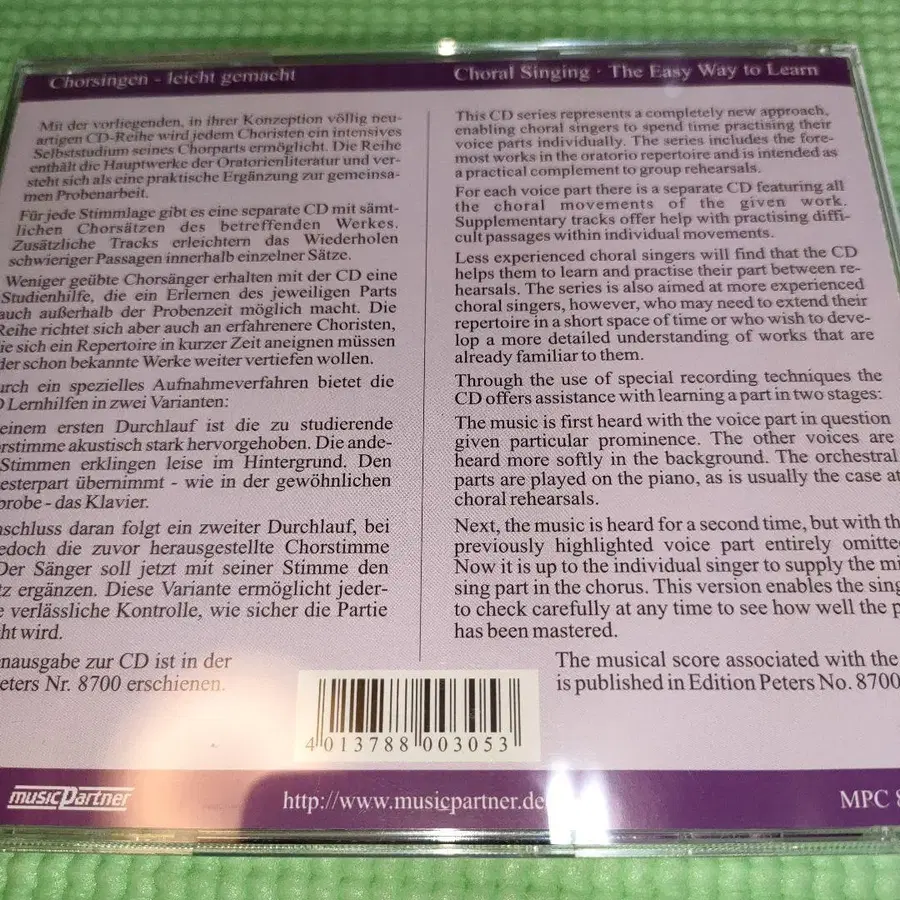 Chorsingen - leicht gemacht
Mit der vorliegenden, in ihrer Konzeption völlig neu-
artigen CD-Reihe wird jedem Choristen ein intensives
Selbststudium seines Chorparts ermöglicht. Die Reihe
enthält die Hauptwerke der Oratorienliteratur und ver-
steht sich als eine praktische Ergänzung zur gemeinsa-
men Probenarbeit.
Für jede Stimmlage gibt es eine separate CD mit sämt-
lichen Chorsätzen des betreffenden Werkes.
Zusätzliche Tracks erleichtern das Wiederholen
schwieriger Passagen innerhalb einzelner Sätze.
Weniger geübte Chorsänger erhalten mit der CD eine
Studienhilfe, die ein Erlernen des jeweiligen Parts
auch außerhalb der Probenzeit möglich macht. Die
Reihe richtet sich aber auch an erfahrenere Choristen,
ie sich ein Repertoire in kurzer Zeit aneignen müssen
der schon bekannte Werke weiter vertiefen wollen.
urch ein spezielles Aufnahmeverfahren bietet die
D Lernhilfen in zwei Varianten:
einem ersten Durchlauf ist die zu studierende
rstimme akustisch stark hervorgehoben. Die ande-
Stimmen erklingen leise im Hintergrund. Den
esterpart übernimmt - wie in der gewöhnlichen
probe - das Klavier.
nschluss daran folgt ein zweiter Durchlauf, bei
edoch die zuvor herausgestellte Chorstimme
Der Sänger soll jetzt mit seiner Stimme den
tz ergänzen. Diese Variante ermöglicht jeder-
e verlässliche Kontrolle, wie sicher die Partie
ht wird.
nausgabe zur CD ist in der
eters Nr. 8700 erschienen.
Choral Singing · The Easy Way to Learn
This CD series represents a completely new approach,
enabling choral singers to spend time practising their
voice parts individually. The series includes the fore-
most works in the oratorio repertoire and is intended as
a practical complement to group rehearsals.
For each voice part there is a separate CD featuring all
the choral movements of the given work.
Supplementary tracks offer help with practising diffi-
cult passages within individual movements.
Less experienced choral singers will find that the CD
helps them to learn and practise their part between re-
hearsals. The series is also aimed at more experienced
choral singers, however, who may need to extend their
repertoire in a short space of time or who wish to deve-
lop a more detailed understanding of works that are
already familiar to them.
Through the use of special recording techniques the
CD offers assistance with learning a part in two stages:
The music is first heard with the voice part in question
given particular prominence. The other voices are
heard more softly in the background. The orchestral
parts are played on the piano, as is usually the case at
choral rehearsals.
Next, the music is heard for a second time, but with th
previously highlighted voice part entirely omitte
Now it is up to the individual singer to supply the mi
sing part in the chorus. This version enables the sing
to check carefully at any time to see how well the p
has been mastered.
The musical score associated with the
is published in Edition Peters No. 8700
4 013788 003053
musicPartner
http://www.musicpartner.de
MPC 8